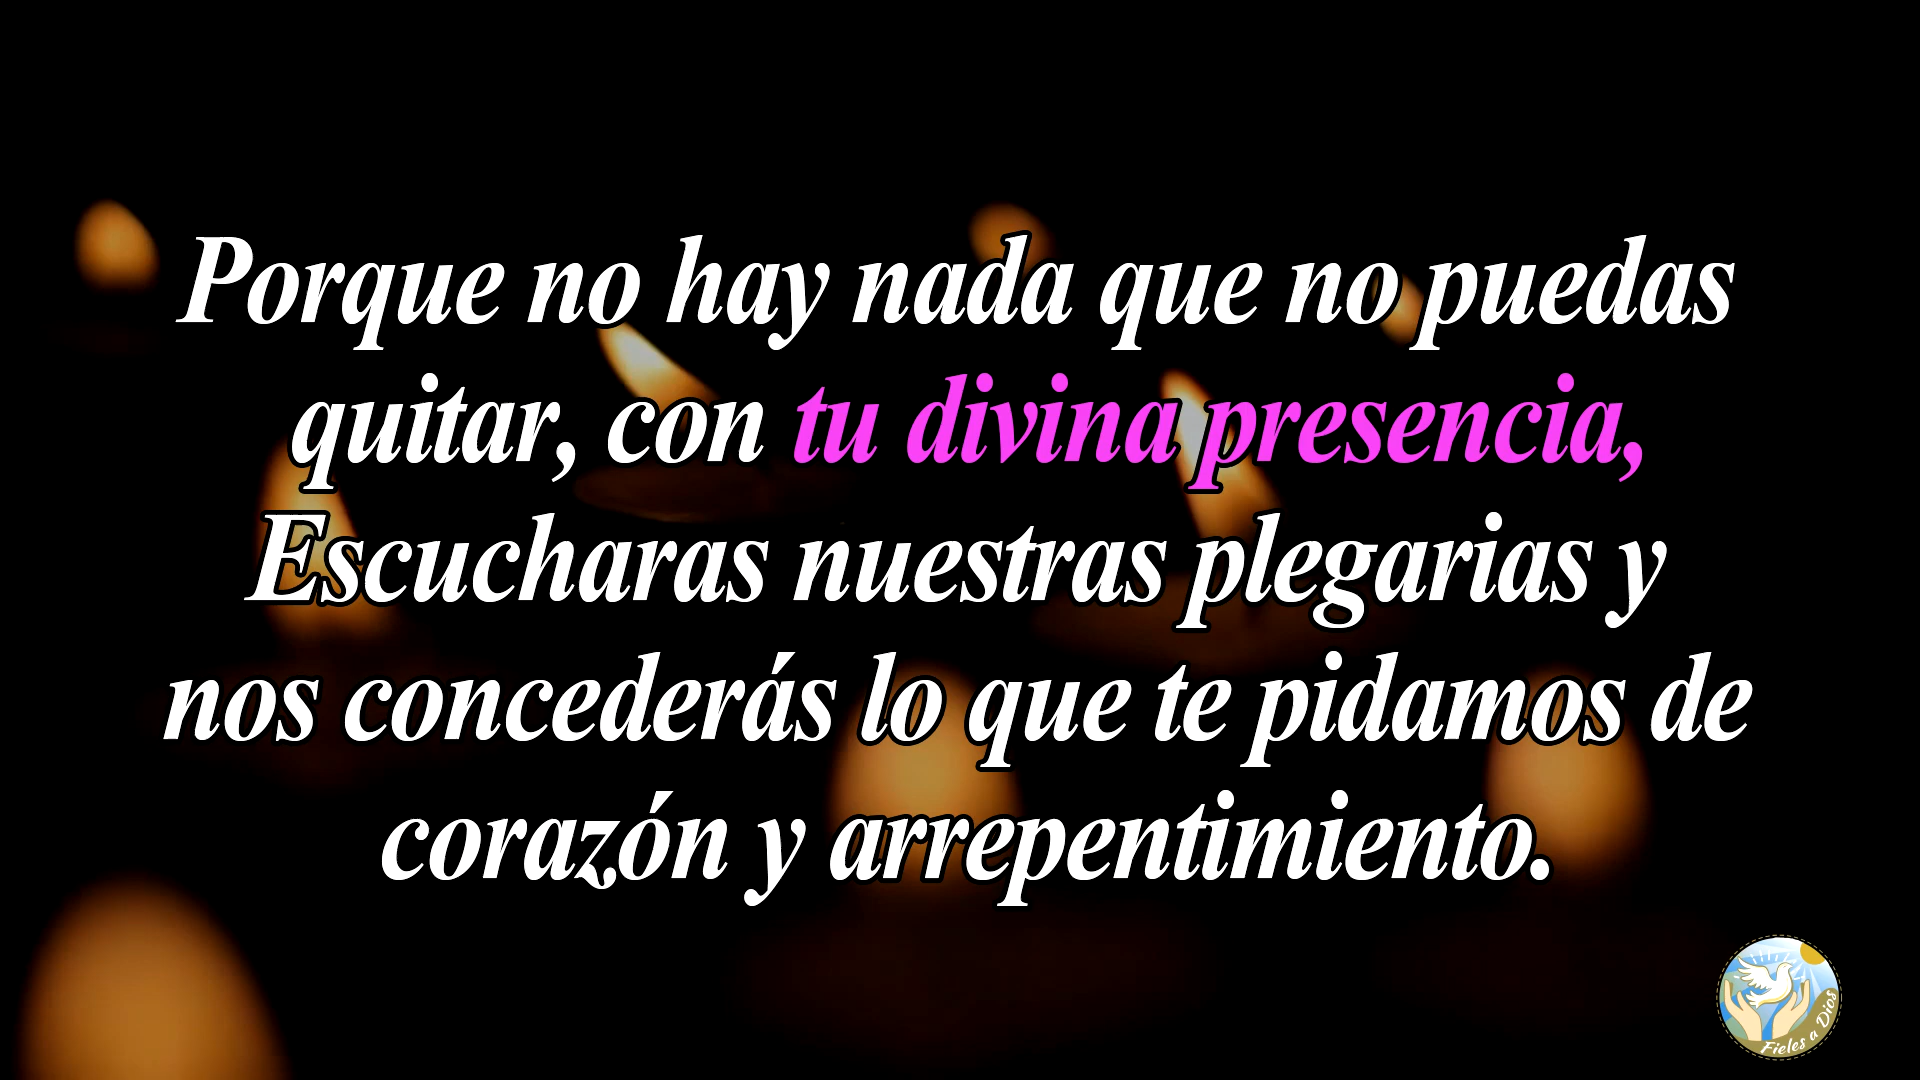 Porque no hay nada que no puedas
quitar, con tu divina presencia,
Escucharas nuestras plegarias y
nos concederás lo que te pidamos de
corazón y arrepentimiento.
Fieles a Dios